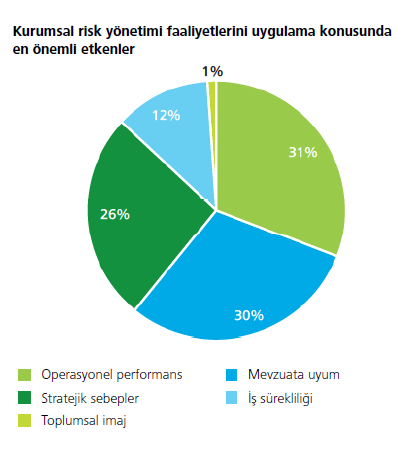 Kurumsal risk yönetimi faaliyetlerini uygulama konusunda
en önemli etkenler
1%
12%
31%
26%
30%
Operasyonel performans
Mevzuata uyum
Stratejik sebepler
İş sürekliliği
Toplumsal imaj